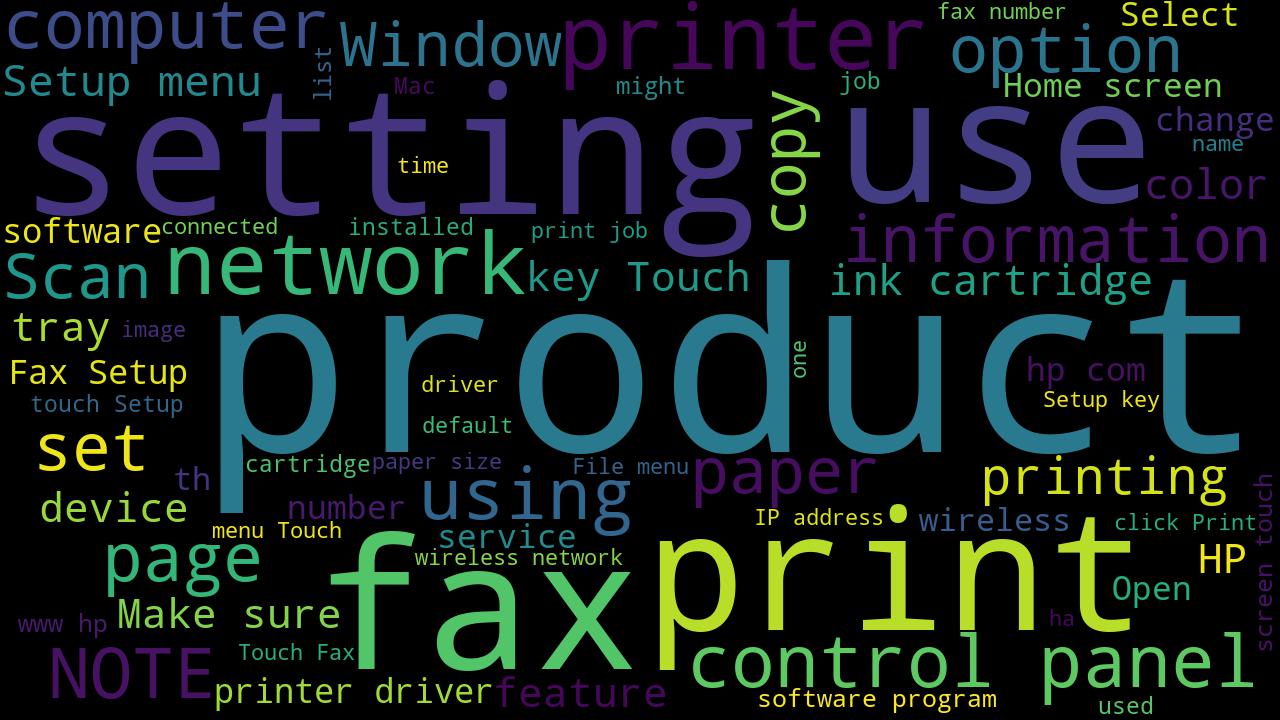 computer
list
Window
printer
fax number
Select
option
Setup menu
Mac
might
job
Home screen
setting
time
copy
use
change
name
color
software
connected
installed
print job
information
Scan
network
key Touch
ink cartridge
tray
image
product
one
Fax Setup
driver
hp com
touch Setup
Setup key
default
set
th
cartridge
paper size
File menu
paper
printing
device
number
using
IP address
wireless
click Print
screen touch
menu Touch
service
print
page
fax
wireless network
HP
Open
www hp
Make sure
ha
NOTE
Touch Fax
control panel
printer driver
feature
software program
used